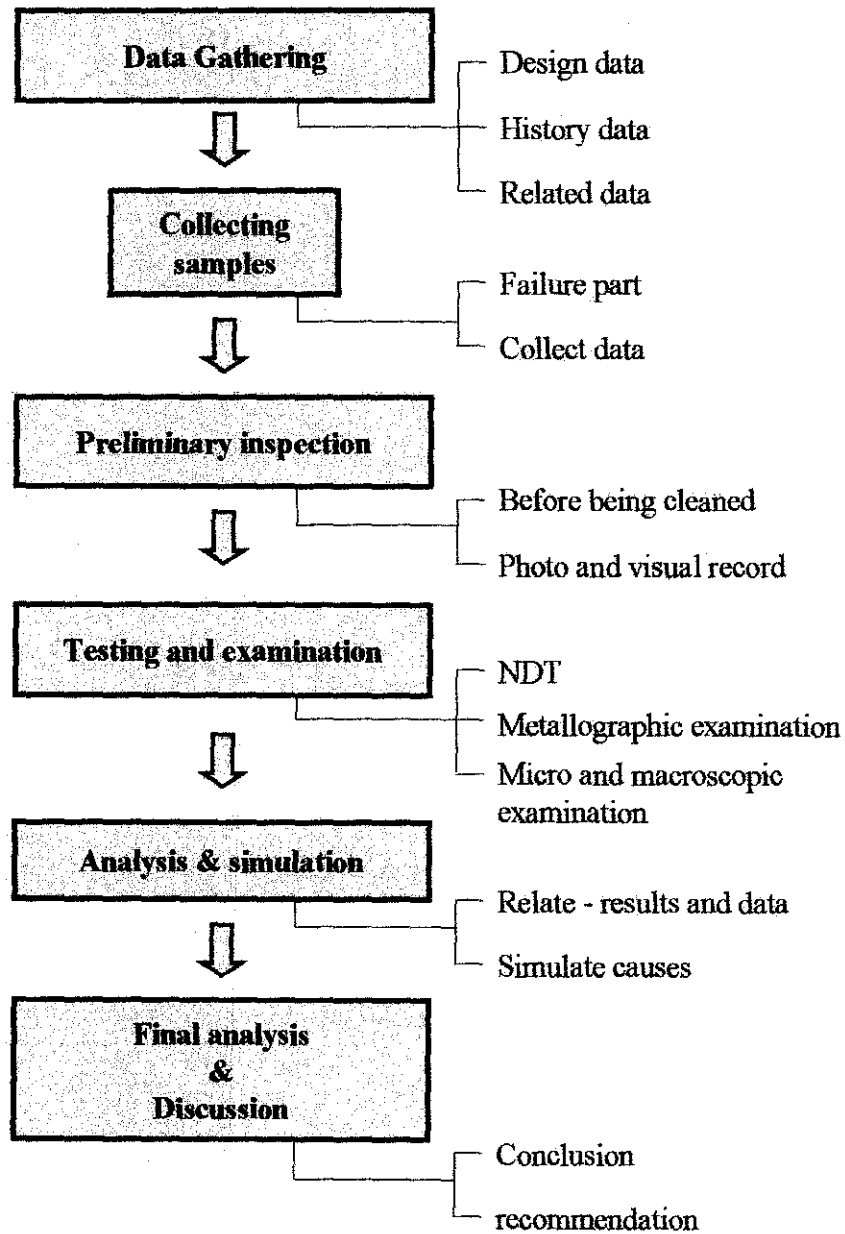 Data Gathering
Design data
History data
Related data
Collecting
samples
Failure part
Collect data
Preliminary inspection
Before being cleaned
Photo and visual record
Testing and examination
NDT
Metallographic examination
Micro and macroscopic
examination
Analysis & simulation
Relate - results and data
Simulate causes
Final analysis
&
Discussion
Conclusion
recommendation